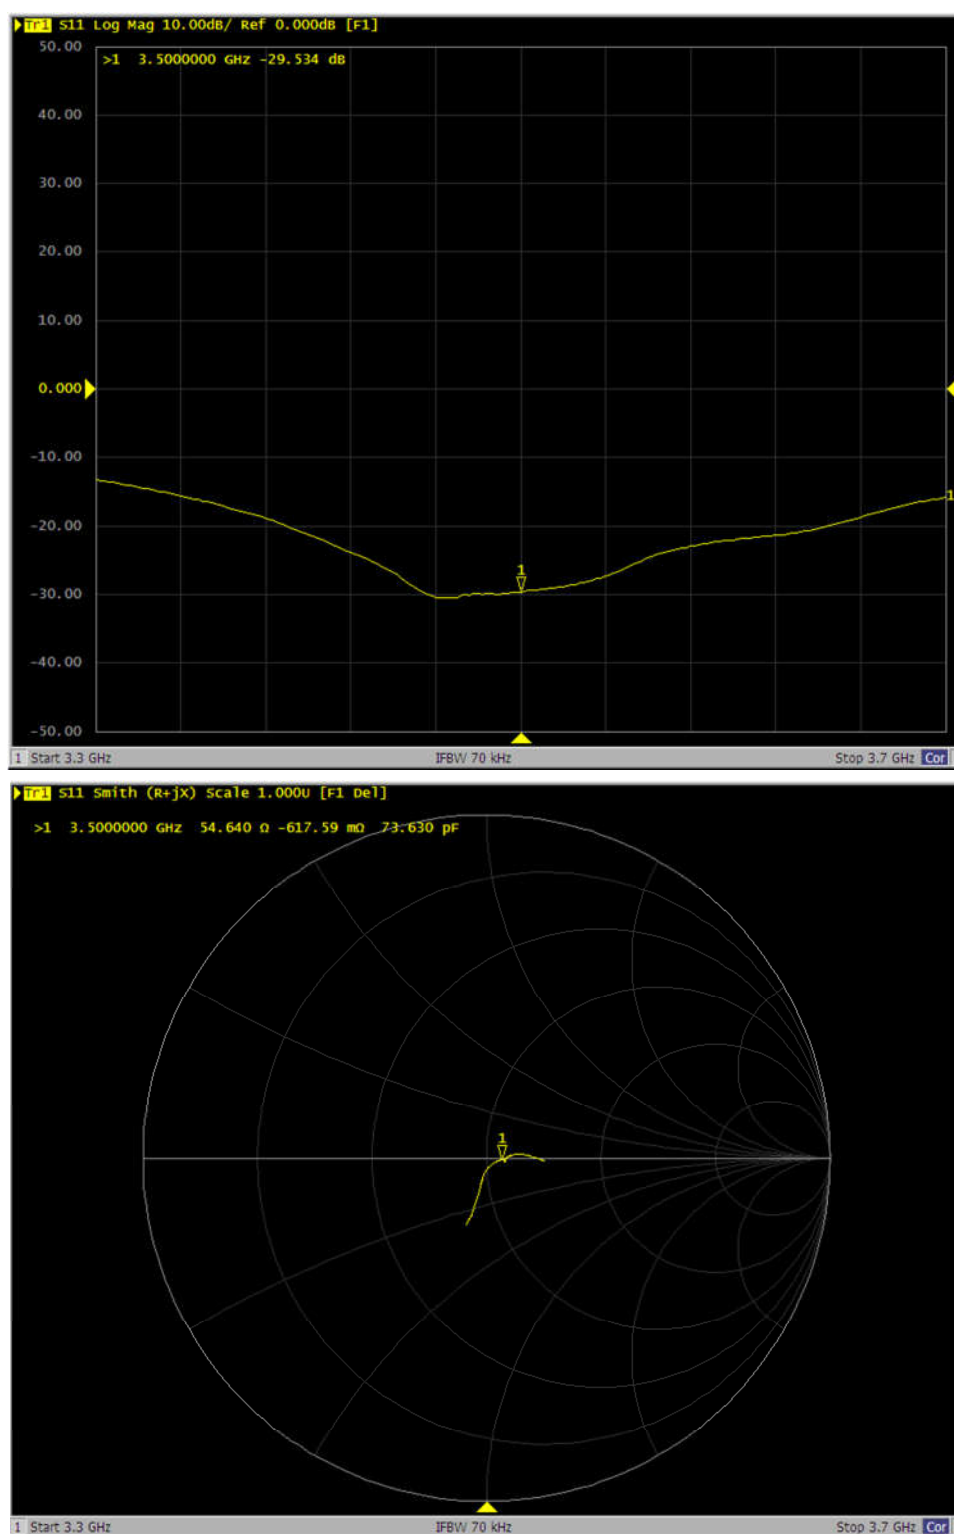 Tr1 S11 Log Mag 10.00dB/ Ref 0.000dB [F1]
50.00
>1 3.5000000 GHz -29.534 dB
40.00
30.00
20.00
10.00
0.000
-10.00
1
-20.00
1
-30.00
-40.00
-50.00
1 Start 3.3 GHz IFBW 70 kHz Stop 3.7 GHz Cor
Tr1 S11 Smith (R+jX) Scale 1.000U [F1 Del]
>1 3.5000000 GHz 54.640 Ω -617.59 mΩ 73.630 pF
1
1 Start 3.3 GHz IFBW 70 kHz Stop 3.7 GHz Cor